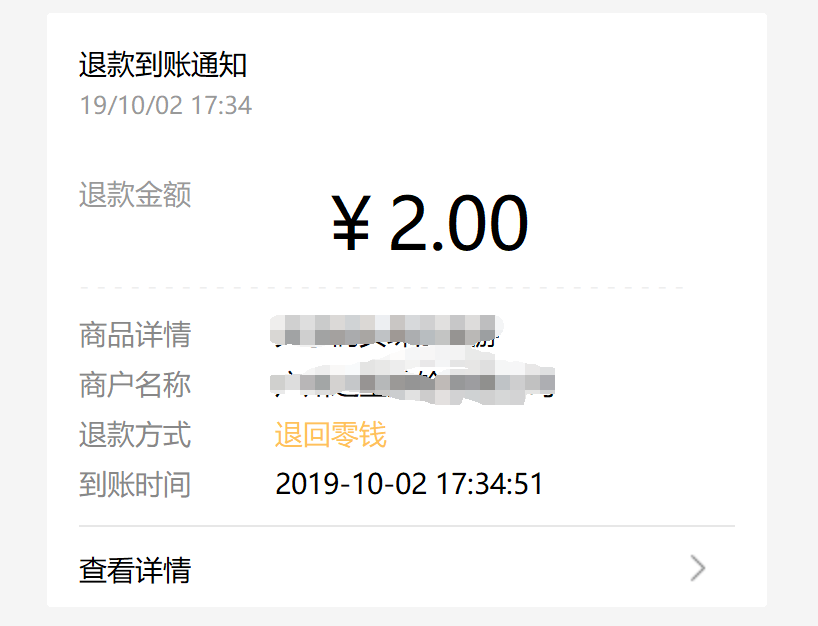 退款到账通知
19/10/02 17:34
退款金额
¥ 2.00
商品详情
商户名称
退款方式 退回零钱
到账时间 2019-10-02 17:34:51
查看详情